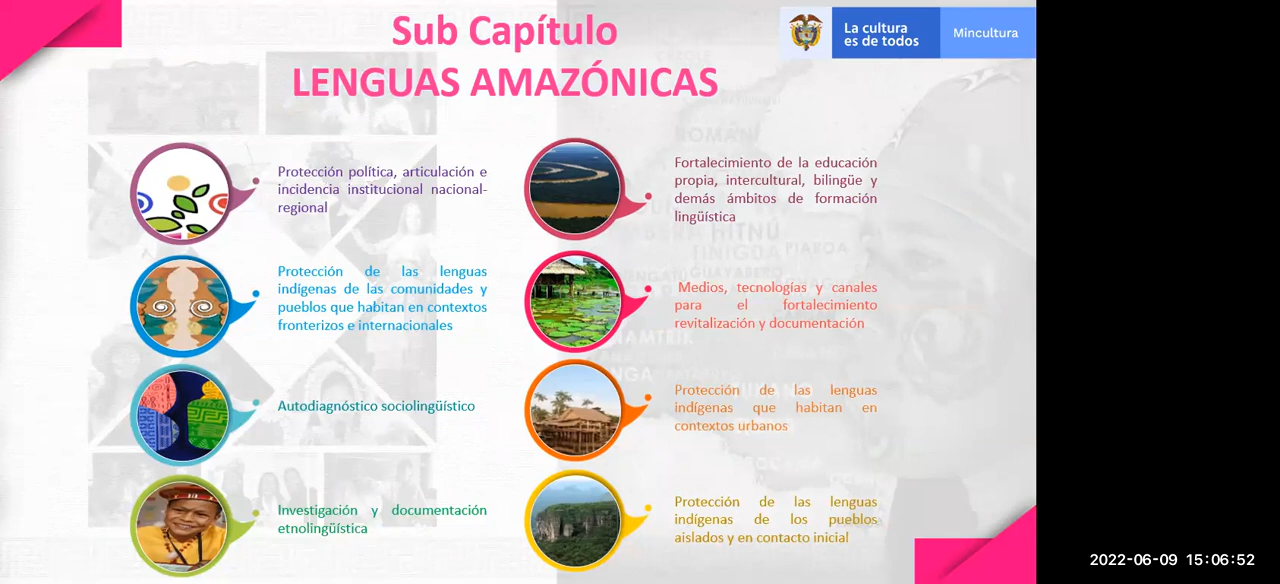 Sub Capítulo
LENGUAS AMAZÓNICAS
La cultura
es de todos
Mincultura
Protección política, articulación e
incidencia institucional nacional-
regional
Protección de las lenguas
indígenas de las comunidades y
pueblos que habitan en contextos
fronterizos e internacionales
Autodiagnóstico sociolingüístico
Investigación y documentación
etnolingüística
Fortalecimiento de la educación
propia, intercultural, bilingüe y
demás ámbitos de formación
lingüística
Medios, tecnologías y canales
para el fortalecimiento
revitalización y documentación
Protección de las lenguas
indígenas que habitan en
contextos urbanos
Protección de las lenguas
indígenas de los pueblos
aislados y en contacto inicial
HITNÚ
TINIGUA PIAROA
GUAYABERO
2022-06-09 15:06:52